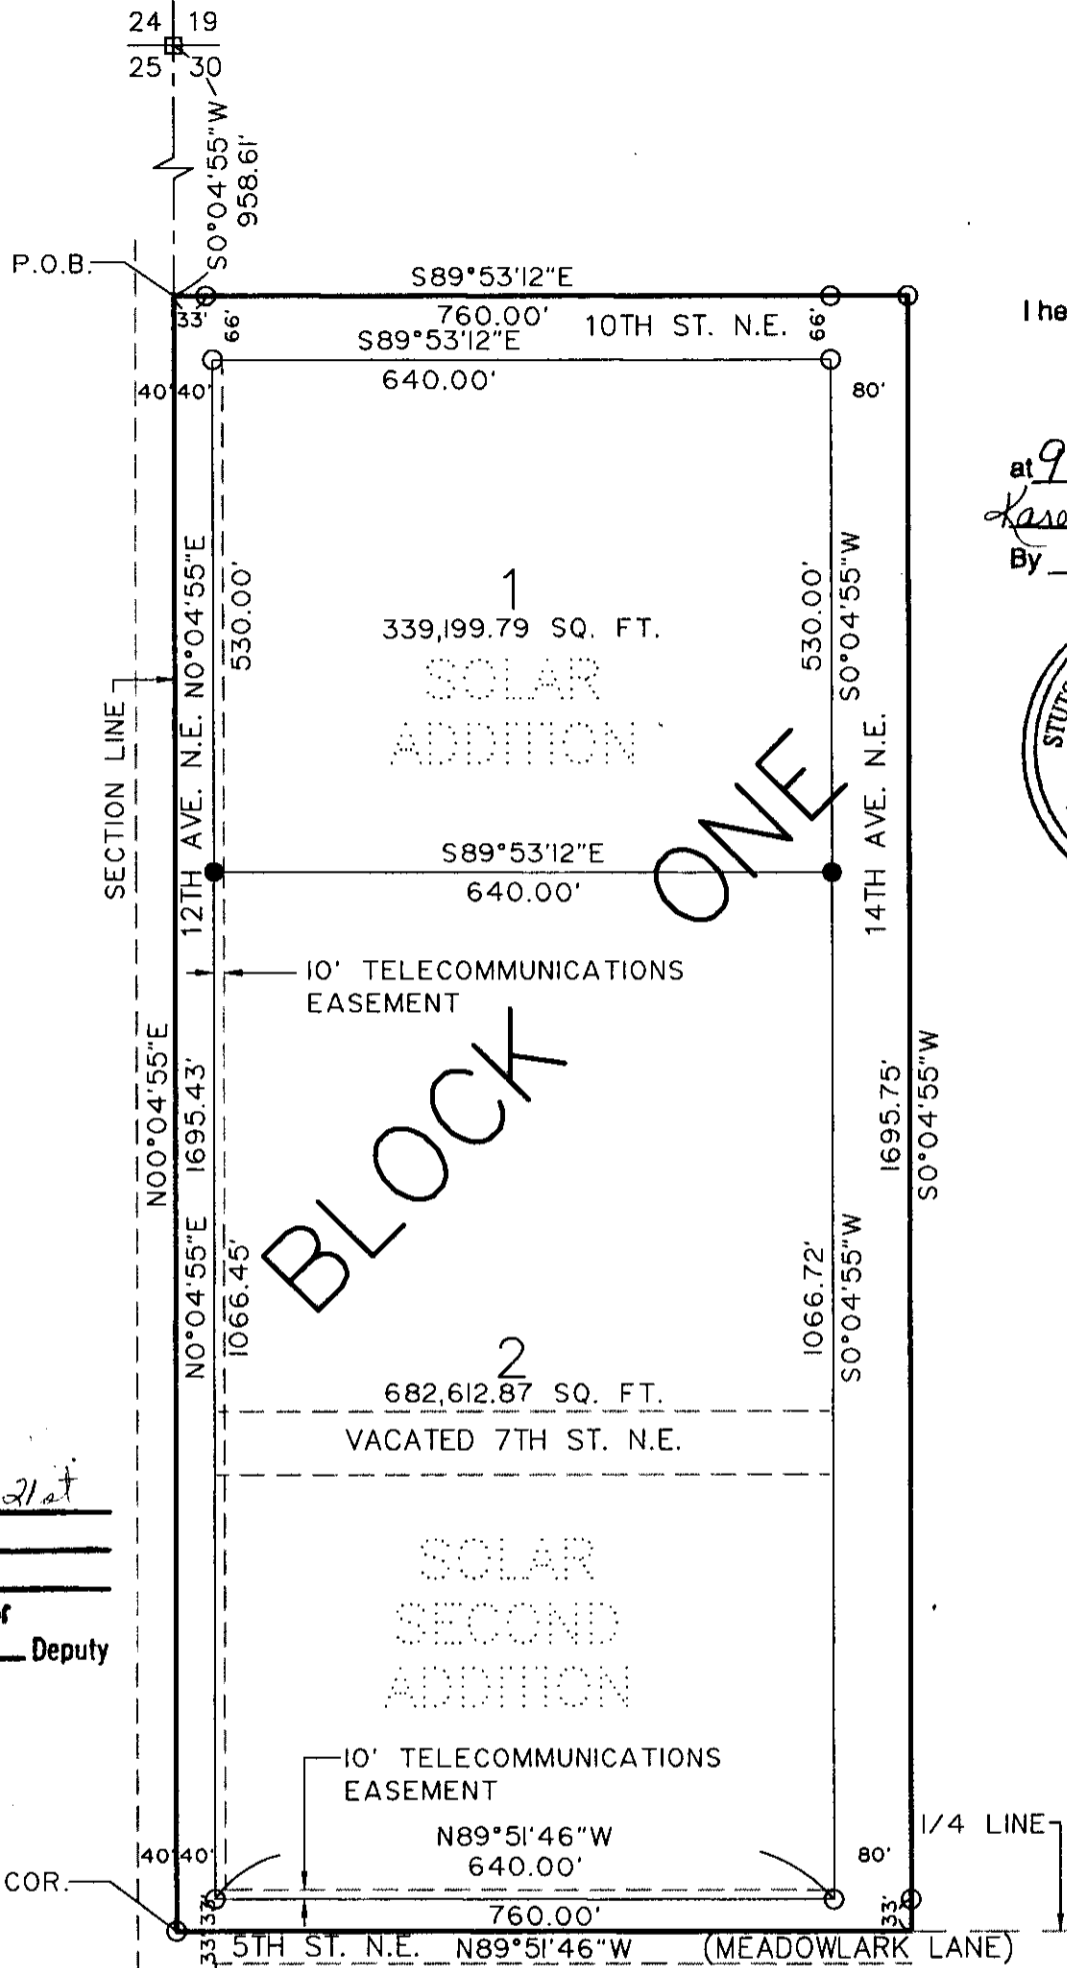 24 19
25 30
S0°04'55"W
958.61'
P.O.B.
S89°53'12"E
760.00'
10TH ST. N.E.
33'
66'
66'
S89°53'12"E
640.00'
40' 40'
80'
I he
at 9
By
STUTS
N0°04'55"E
530.00'
530.00'
S0°04'55"W
1
339,199.79 SQ. FT.
SOLAR
ADDITION
SECTION LINE
12TH AVE. N.E.
14TH AVE. N.E.
S89°53'12"E
640.00'
BLOCK ONE
10' TELECOMMUNICATIONS
EASEMENT
N00°04'55"E
1695.43'
1695.75'
S0°04'55"W
N0°04'55"E
1066.45'
1066.72'
S0°04'55"W
2
682,612.87 SQ. FT.
VACATED 7TH ST. N.E.
21st
Deputy
SOLAR
SECOND
ADDITION
10' TELECOMMUNICATIONS
EASEMENT
N89°51'46"W
640.00'
1/4 LINE
40' 40'
80'
COR.
33'
33'
33'
760.00'
5TH ST. N.E. N89°51'46"W (MEADOWLARK LANE)